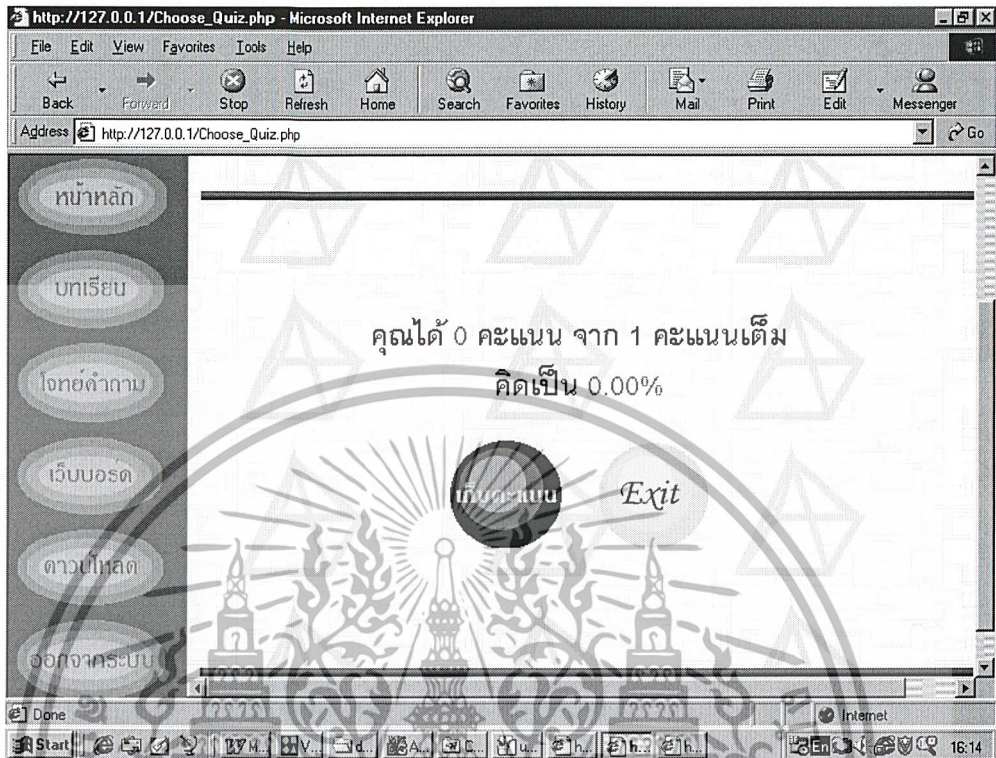 http://127.0.0.1/Choose_Quiz.php - Microsoft Internet Explorer
File Edit View Favorites Tools Help
Back Forward Stop Refresh Home Search Favorites History Mail Print Edit Messenger
Address http://127.0.0.1/Choose_Quiz.php Go
หน้าหลัก
บทเรียน
โจทย์คำถาม
เว็บบอร์ด
ดาวน์โหลด
ออกจากระบบ
คุณได้ 0 คะแนน จาก 1 คะแนนเต็ม
คิดเป็น 0.00%
เก็บคะแนน Exit
Done Internet
Start M... V... d... A... C... u... h... h... h... En 16:14